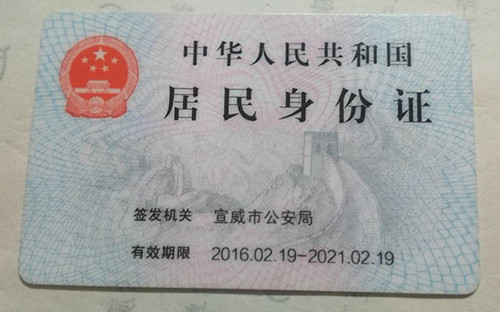 中华人民共和国
居民身份证
签发机关 宣威市公安局
有效期限 2016.02.19-2021.02.19